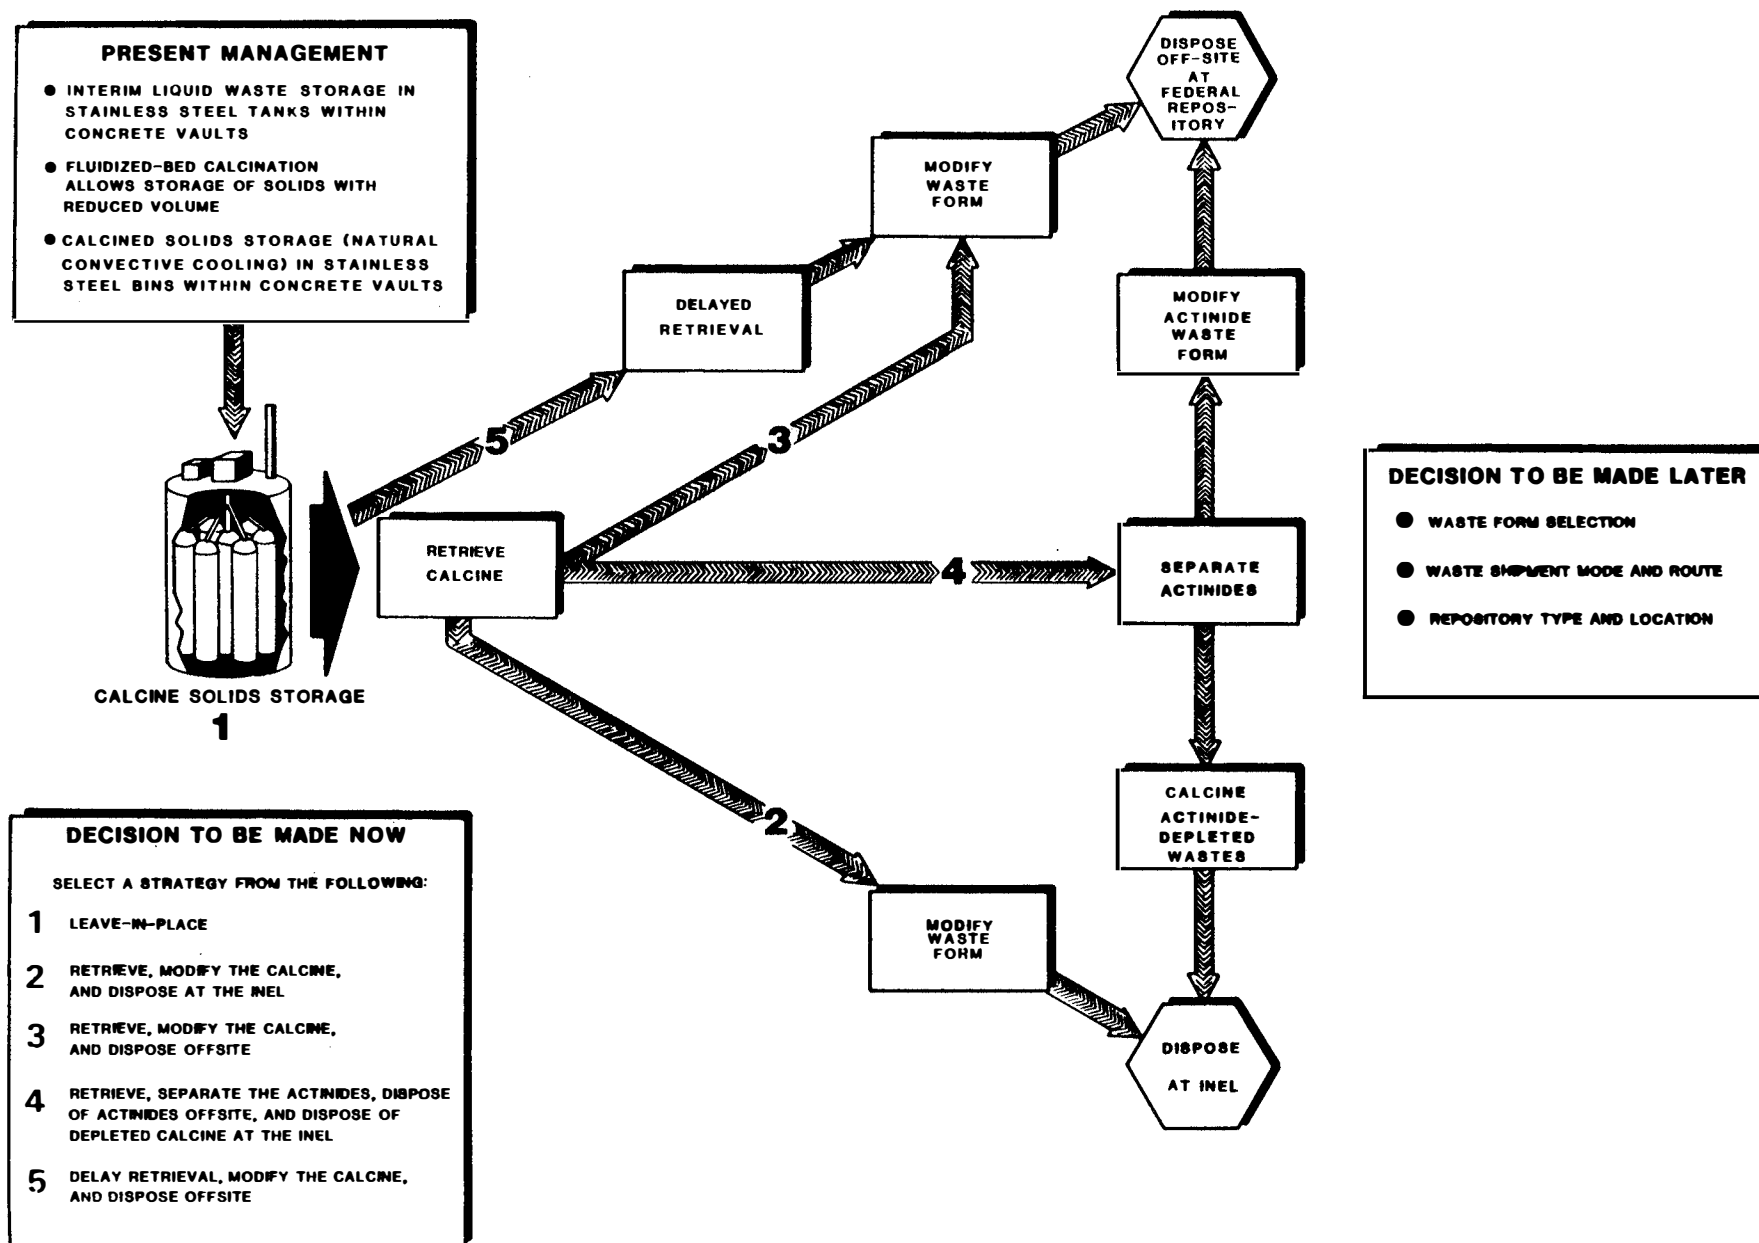 PRESENT MANAGEMENT
● INTERIM LIQUID WASTE STORAGE IN
STAINLESS STEEL TANKS WITHIN
CONCRETE VAULTS
● FLUIDIZED-BED CALCINATION
ALLOWS STORAGE OF SOLIDS WITH
REDUCED VOLUME
● CALCINED SOLIDS STORAGE (NATURAL
CONVECTIVE COOLING) IN STAINLESS
STEEL BINS WITHIN CONCRETE VAULTS
CALCINE SOLIDS STORAGE
1
DECISION TO BE MADE NOW
SELECT A STRATEGY FROM THE FOLLOWING:
1 LEAVE-IN-PLACE
2 RETRIEVE, MODIFY THE CALCINE,
AND DISPOSE AT THE INEL
3 RETRIEVE, MODIFY THE CALCINE,
AND DISPOSE OFFSITE
4 RETRIEVE, SEPARATE THE ACTINIDES, DISPOSE
OF ACTINIDES OFFSITE, AND DISPOSE OF
DEPLETED CALCINE AT THE INEL
5 DELAY RETRIEVAL, MODIFY THE CALCINE,
AND DISPOSE OFFSITE
5
DELAYED
RETRIEVAL
MODIFY
WASTE
FORM
DISPOSE
OFF-SITE
AT
FEDERAL
REPOS-
ITORY
3
RETRIEVE
CALCINE
4
SEPARATE
ACTINIDES
MODIFY
ACTINIDE
WASTE
FORM
CALCINE
ACTINIDE-
DEPLETED
WASTES
2
MODIFY
WASTE
FORM
DISPOSE
AT INEL
DECISION TO BE MADE LATER
● WASTE FORM SELECTION
● WASTE SHIPMENT MODE AND ROUTE
● REPOSITORY TYPE AND LOCATION